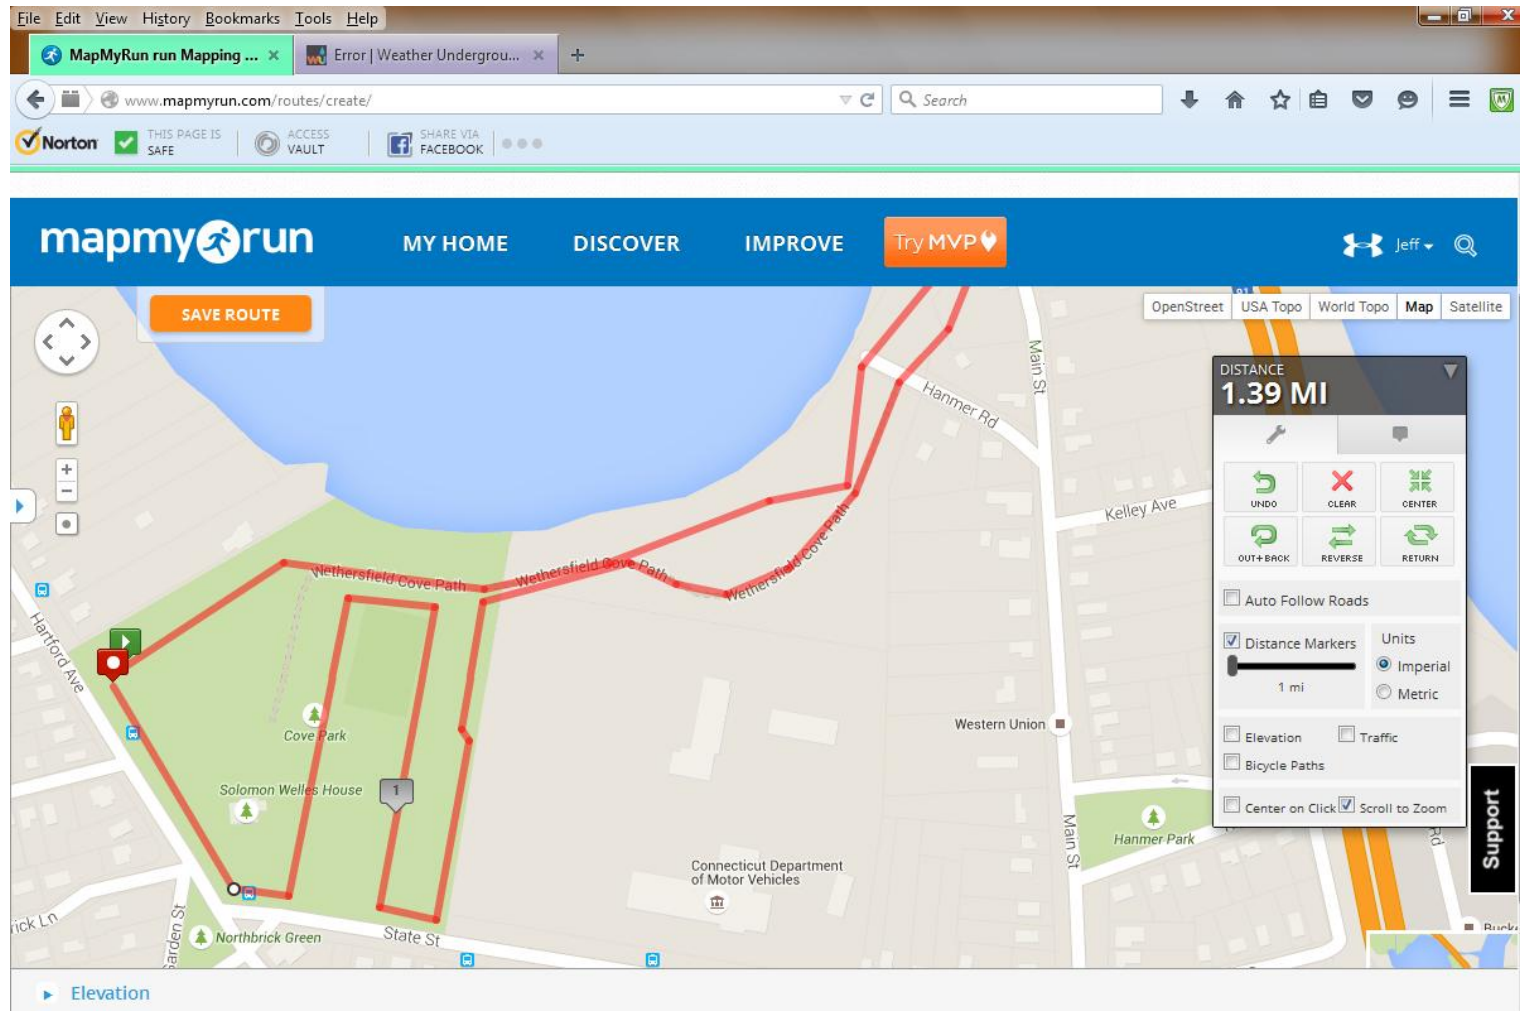 File Edit View History Bookmarks Tools Help
MapMyRun run Mapping ...
Error | Weather Undergrou...
www.mapmyrun.com/routes/create/
Search
Norton
THIS PAGE IS
SAFE
ACCESS
VAULT
SHARE VIA
FACEBOOK
mapmyrun
MY HOME
DISCOVER
IMPROVE
Try MVP
Jeff
SAVE ROUTE
91
OpenStreet
USA Topo
World Topo
Map
Satellite
Main St
Hanmer Rd
DISTANCE
1.39 MI
UNDO
CLEAR
CENTER
OUT+BACK
REVERSE
RETURN
Auto Follow Roads
Distance Markers
1 mi
Units
Imperial
Metric
Elevation
Traffic
Bicycle Paths
Center on Click
Scroll to Zoom
Kelley Ave
Wethersfield Cove Path
Wethersfield Cove Path
Wethersfield Cove Path
Hartford Ave
Cove Park
Solomon Welles House
1
Western Union
Connecticut Department
of Motor Vehicles
Main St
Hanmer Park
Rd
Support
rick Ln
Garden St
Northbrick Green
State St
Buck
Elevation